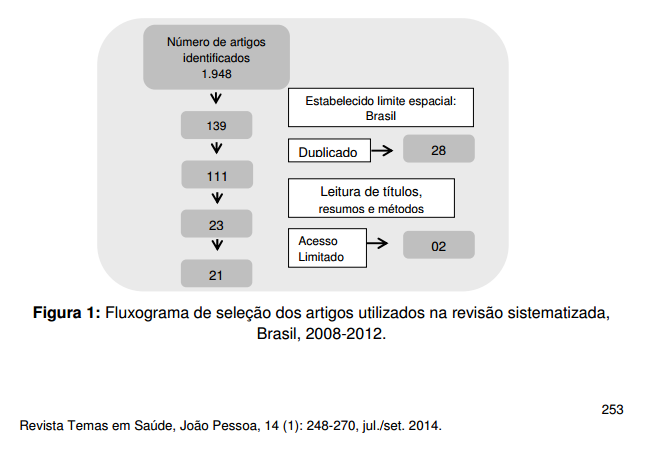 Número de artigos
identificados
1.948
139
Estabelecido limite espacial:
Brasil
Duplicado
28
111
Leitura de títulos,
resumos e métodos
23
Acesso
Limitado
02
21
Figura 1: Fluxograma de seleção dos artigos utilizados na revisão sistematizada,
Brasil, 2008-2012.
253
Revista Temas em Saúde, João Pessoa, 14 (1): 248-270, jul./set. 2014.